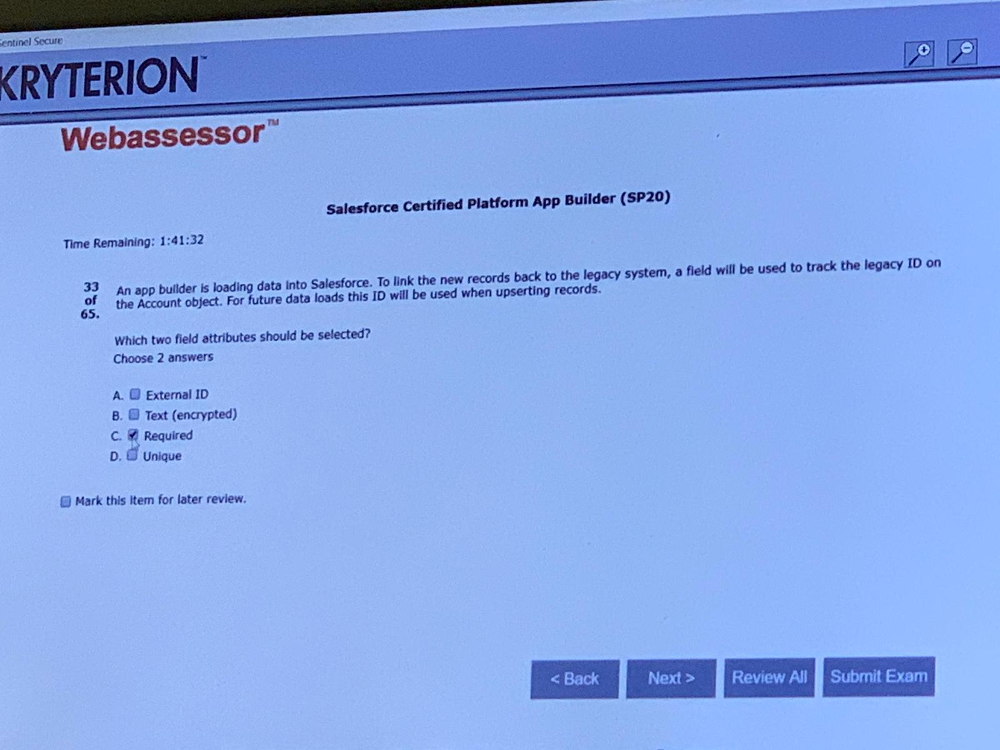 Sentinel Secure
KRYTERION™
Webassessor™
Salesforce Certified Platform App Builder (SP20)
Time Remaining: 1:41:32
33 of 65.
An app builder is loading data into Salesforce. To link the new records back to the legacy system, a field will be used to track the legacy ID on
the Account object. For future data loads this ID will be used when upserting records.
Which two field attributes should be selected?
Choose 2 answers
A. External ID
B. Text (encrypted)
C. Required
D. Unique
Mark this item for later review.
< Back Next > Review All Submit Exam